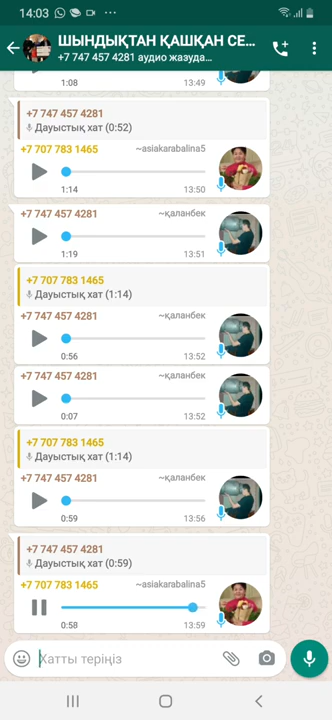 14:03
ШЫНДЫҚТАН ҚАШҚАН СЕ...
+7 747 457 4281 аудио жазуда...
1:08 13:49
+7 747 457 4281
Дауыстық хат (0:52)
+7 707 783 1465 ~asiakarabalina5
1:14 13:50
+7 747 457 4281 ~қаланбек
1:19 13:51
+7 707 783 1465
Дауыстық хат (1:14)
+7 747 457 4281 ~қаланбек
0:56 13:52
+7 747 457 4281 ~қаланбек
0:07 13:52
+7 707 783 1465
Дауыстық хат (1:14)
+7 747 457 4281 ~қаланбек
0:59 13:56
+7 747 457 4281
Дауыстық хат (0:59)
+7 707 783 1465 ~asiakarabalina5
0:58 13:59
Хатты теріңіз